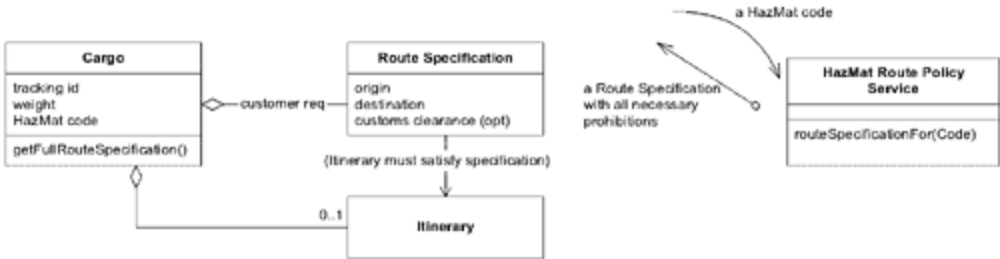 Cargo
tracking id
weight
HazMat code
getFullRouteSpecification()
customer req
Route Specification
origin
destination
customs clearance (opt)
{Itinerary must satisfy specification}
0..1
Itinerary
a HazMat code
a Route Specification
with all necessary
prohibitions
HazMat Route Policy
Service
routeSpecificationFor(Code)